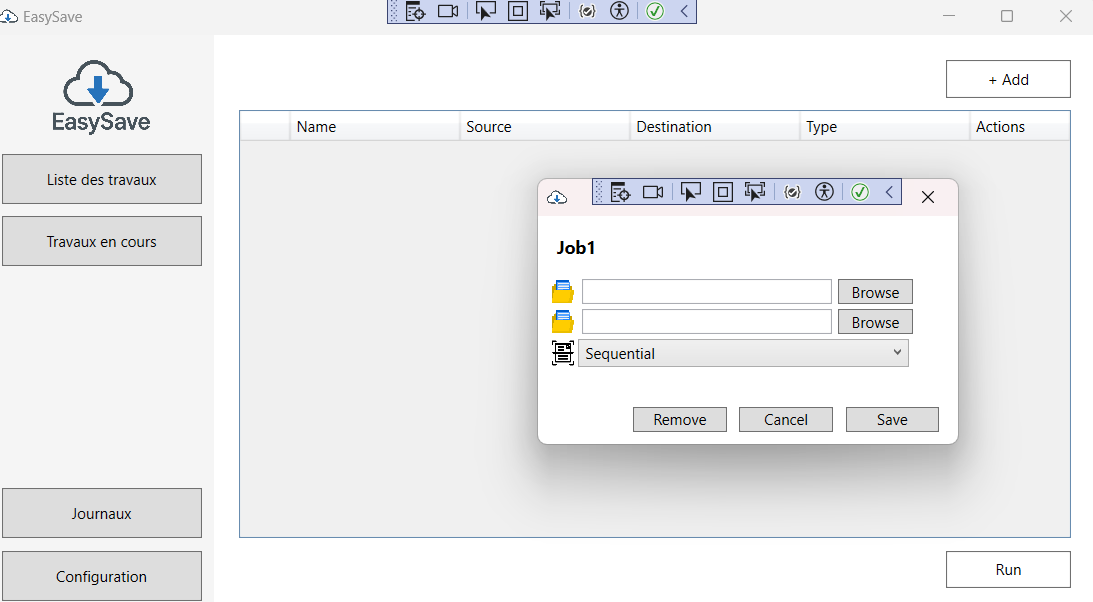 EasySave
+ Add
EasySave
Name Source Destination Type Actions
Liste des travaux
Travaux en cours
Job1
Browse
Browse
Sequential
Remove Cancel Save
Journaux
Configuration
Run